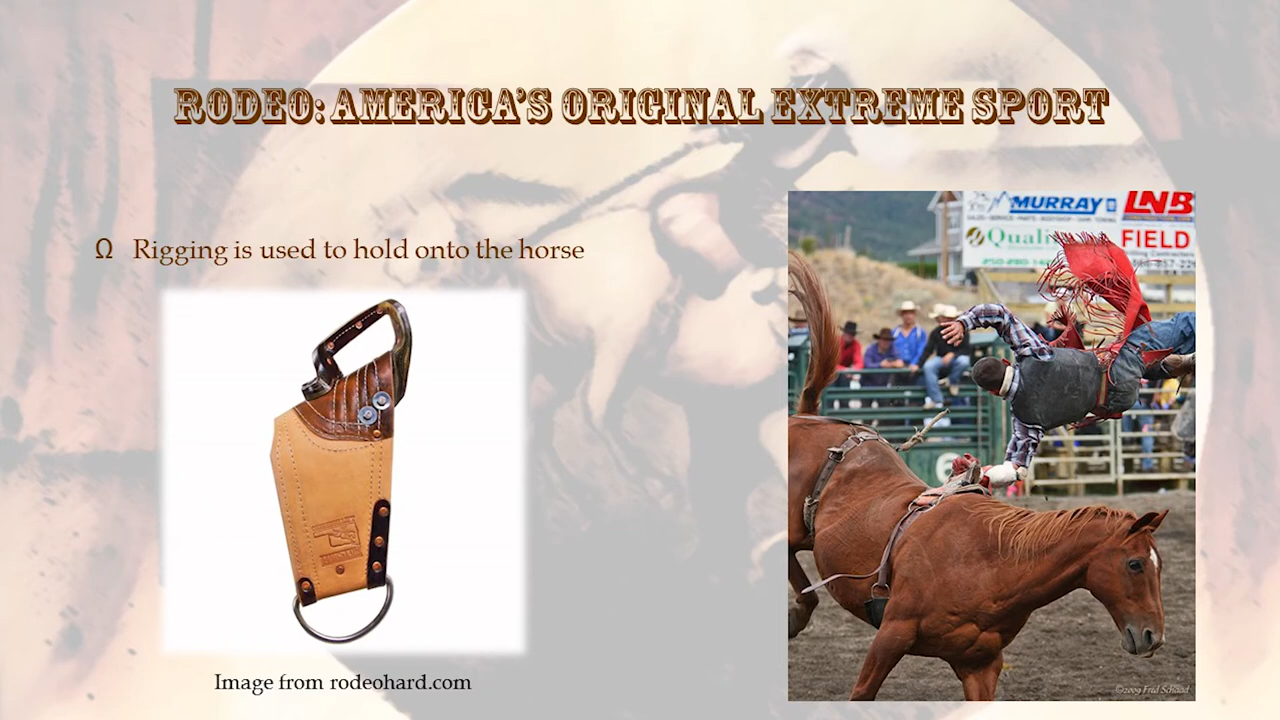 RODEO: AMERICA'S ORIGINAL EXTREME SPORT
Ω Rigging is used to hold onto the horse
MURRAY
LNB
FIELD
©2009 Fred Schaad
Image from rodeohard.com